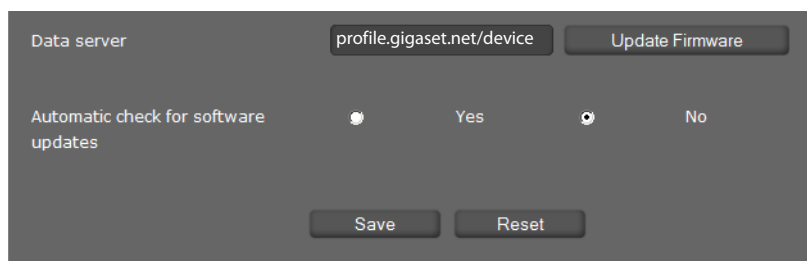 Data server profile.gigaset.net/device Update Firmware
Automatic check for software Yes No
updates
Save Reset